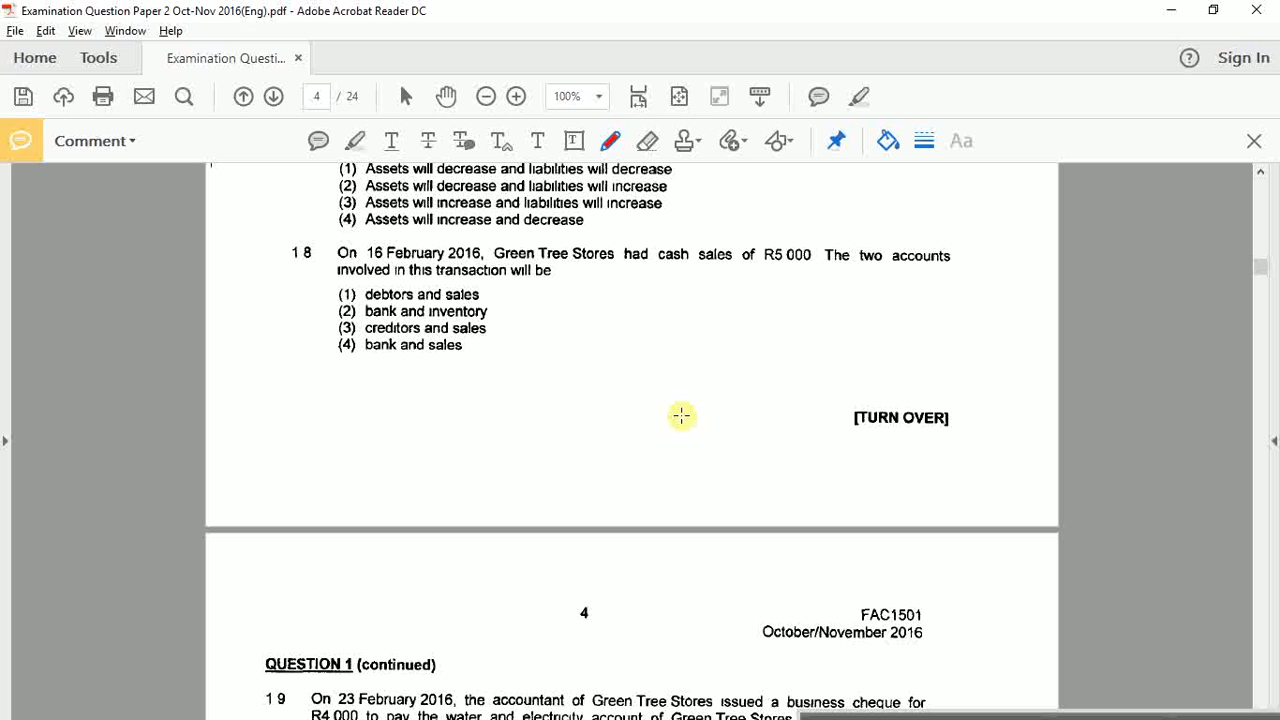 Examination Question Paper 2 Oct-Nov 2016(Eng).pdf - Adobe Acrobat Reader DC
File Edit View Window Help
Home Tools Examination Questi... × ? Sign In
4 / 24 100%
Comment T T T T T T Aa
(1) Assets will decrease and liabilities will decrease
(2) Assets will decrease and liabilities will increase
(3) Assets will increase and liabilities will increase
(4) Assets will increase and decrease
1 8 On 16 February 2016, Green Tree Stores had cash sales of R5 000 The two accounts
involved in this transaction will be
(1) debtors and sales
(2) bank and inventory
(3) creditors and sales
(4) bank and sales
[TURN OVER]
4 FAC1501
October/November 2016
QUESTION 1 (continued)
1 9 On 23 February 2016, the accountant of Green Tree Stores issued a business cheque for
R4 000 to pay the water and electricity account of Green Tree Stores